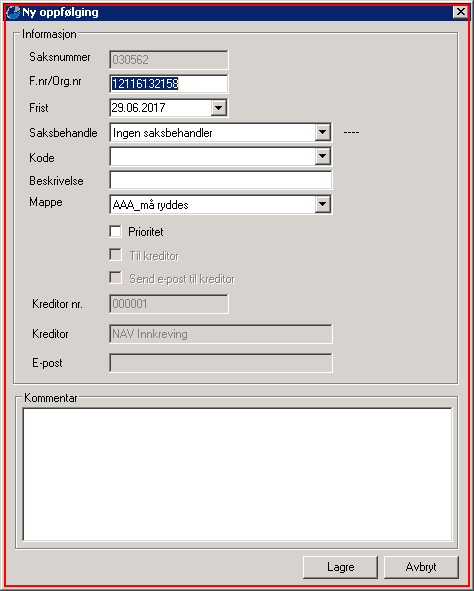 Ny oppfølging
Informasjon
Saksnummer 030562
F.nr/Org.nr 12116132158
Frist 29.06.2017
Saksbehandle Ingen saksbehandler ----
Kode
Beskrivelse
Mappe AAA_må ryddes
Prioritet
Til kreditor
Send e-post til kreditor
Kreditor nr. 000001
Kreditor NAV Innkreving
E-post
Kommentar
Lagre Avbryt